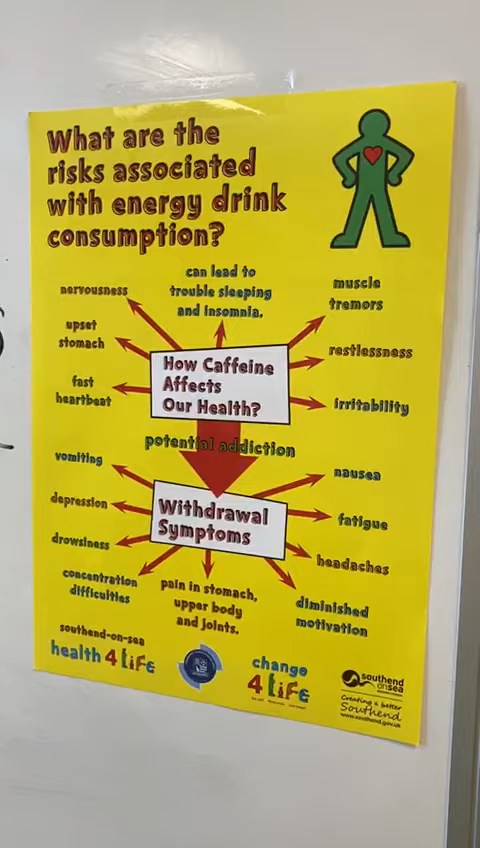 What are the
risks associated
with energy drink
consumption?
can lead to
trouble sleeping
and insomnia.
nervousness
muscle
tremors
upset
stomach
restlessness
fast
heartbeat
irritability
How Caffeine
Affects
Our Health?
potential addiction
vomiting
nausea
depression
fatigue
Withdrawal
Symptoms
drowsiness
headaches
concentration
difficulties
pain in stomach,
upper body
and joints.
diminished
motivation
southend-on-sea
health 4 Life
change
4 Life
southend
on sea
Creating a better
Southend
www.southend.gov.uk